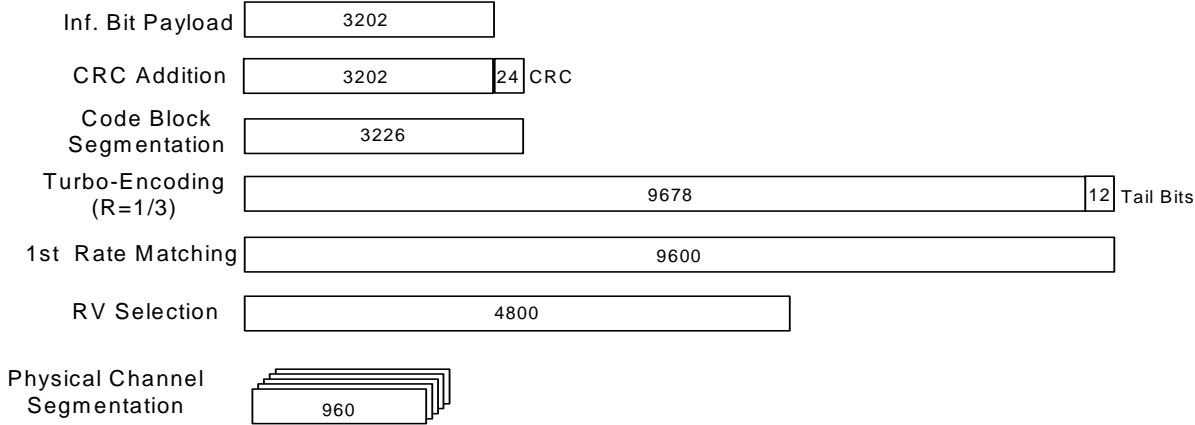 Inf. Bit Payload 3202
CRC Addition 3202 24 CRC
Code Block
Segmentation 3226
Turbo-Encoding
(R=1/3) 9678 12 Tail Bits
1st Rate Matching 9600
RV Selection 4800
Physical Channel
Segmentation 960